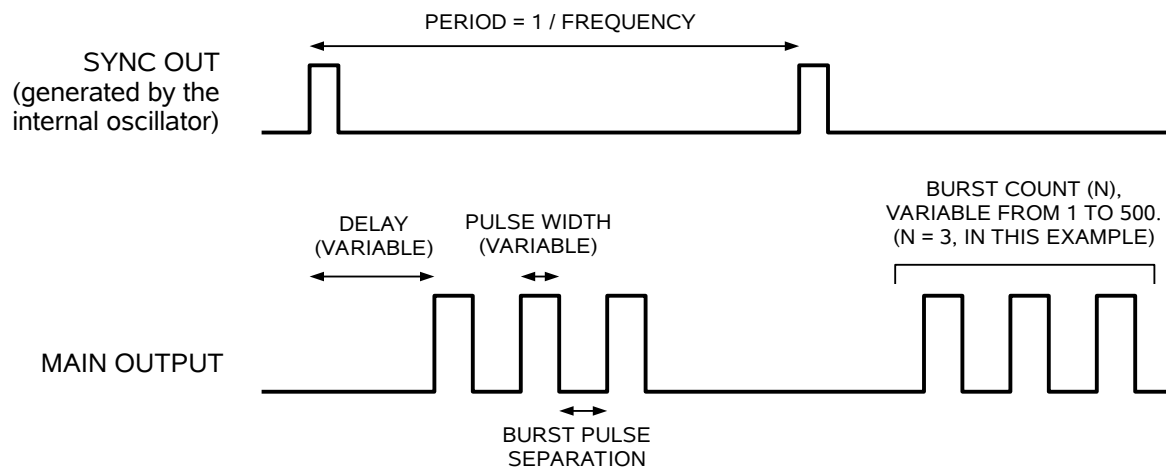 PERIOD = 1 / FREQUENCY
SYNC OUT
(generated by the
internal oscillator)
BURST COUNT (N),
VARIABLE FROM 1 TO 500.
(N = 3, IN THIS EXAMPLE)
DELAY
(VARIABLE)
PULSE WIDTH
(VARIABLE)
MAIN OUTPUT
BURST PULSE
SEPARATION